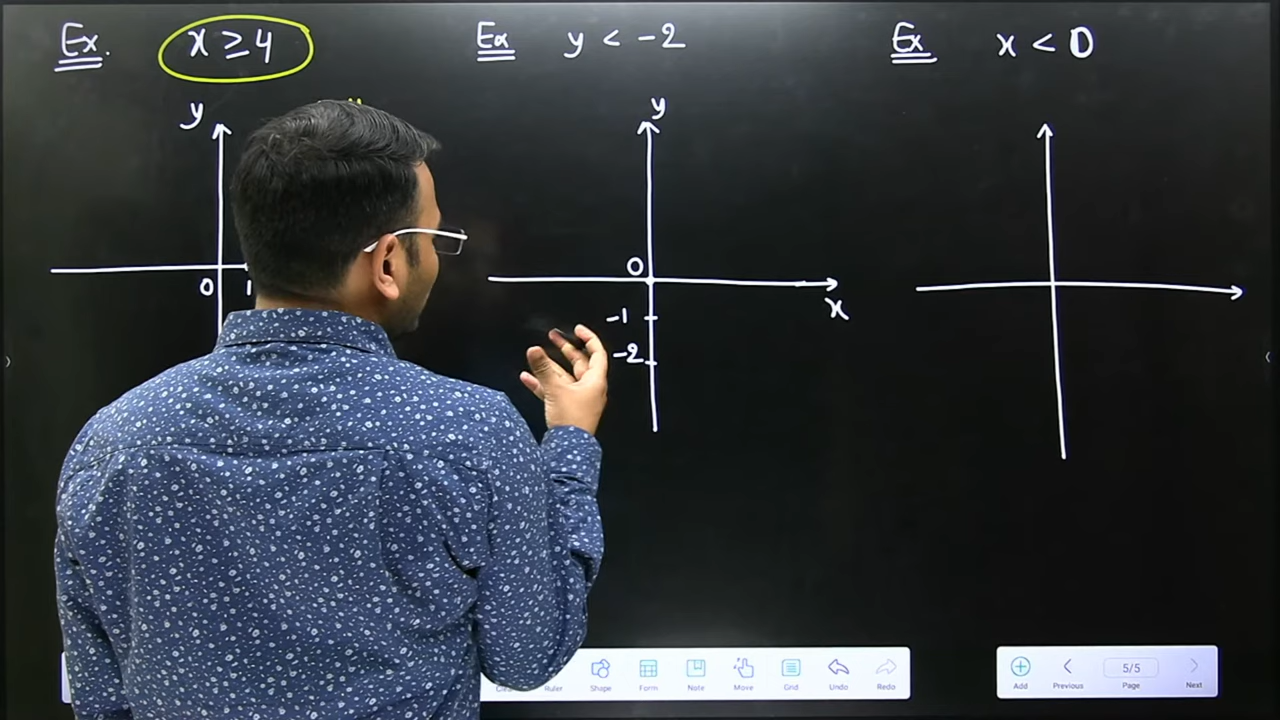 Ex. x ≥ 4
y
0 1
Ex y < -2
y
0
x
-1
-2
Ex x < 0
Ruler
Shape
Form
Note
Move
Grid
Undo
Redo
Add
Previous
5/5
Page
Next